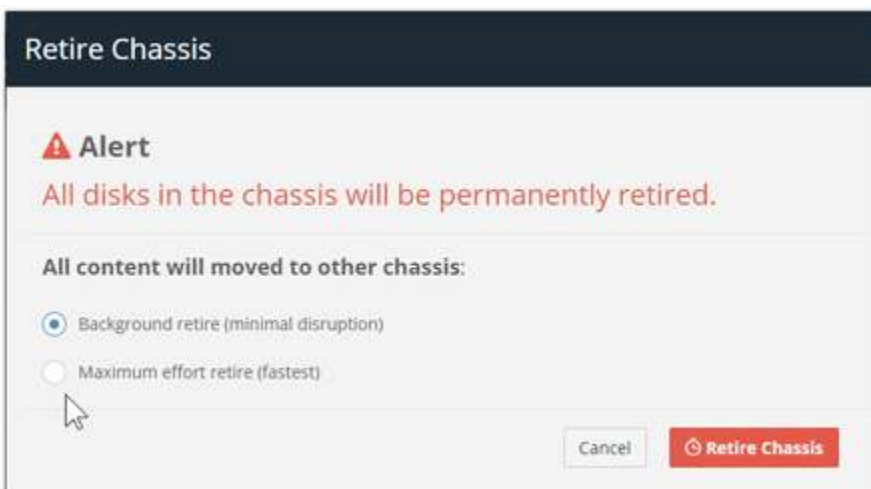 Retire Chassis
Alert
All disks in the chassis will be permanently retired.
All content will moved to other chassis:
Background retire (minimal disruption)
Maximum effort retire (fastest)
Cancel
Retire Chassis